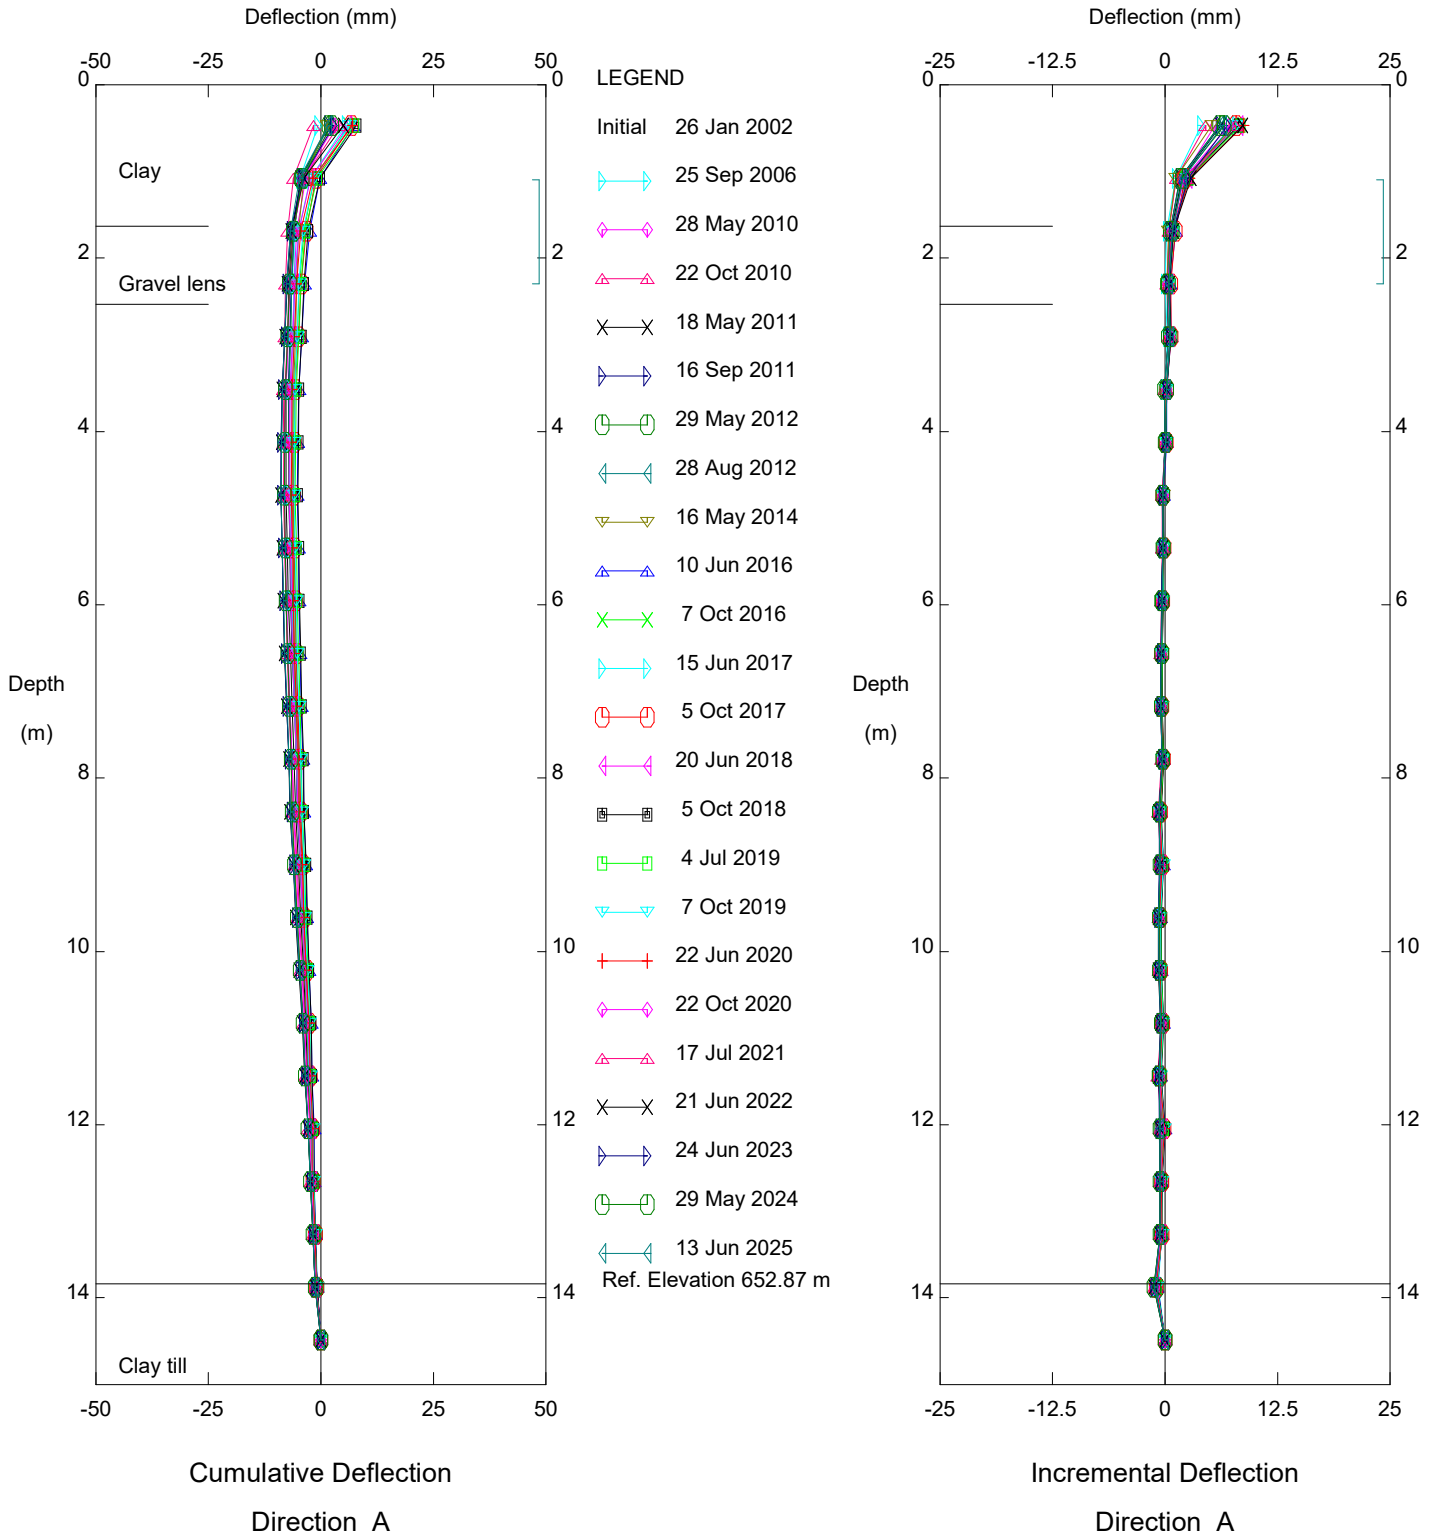 Deflection (mm)
-50 -25 0 25 50
0 0
Clay
2 2
Gravel lens
4 4
6 6
Depth
(m)
8 8
10 10
12 12
14 14
Clay till
-50 -25 0 25 50
Cumulative Deflection
Direction A
LEGEND
Initial 26 Jan 2002
25 Sep 2006
28 May 2010
22 Oct 2010
18 May 2011
16 Sep 2011
29 May 2012
28 Aug 2012
16 May 2014
10 Jun 2016
7 Oct 2016
15 Jun 2017
5 Oct 2017
20 Jun 2018
5 Oct 2018
4 Jul 2019
7 Oct 2019
22 Jun 2020
22 Oct 2020
17 Jul 2021
21 Jun 2022
24 Jun 2023
29 May 2024
13 Jun 2025
Ref. Elevation 652.87 m
Deflection (mm)
-25 -12.5 0 12.5 25
0 0
2 2
4 4
6 6
Depth
(m)
8 8
10 10
12 12
14 14
-25 -12.5 0 12.5 25
Incremental Deflection
Direction A